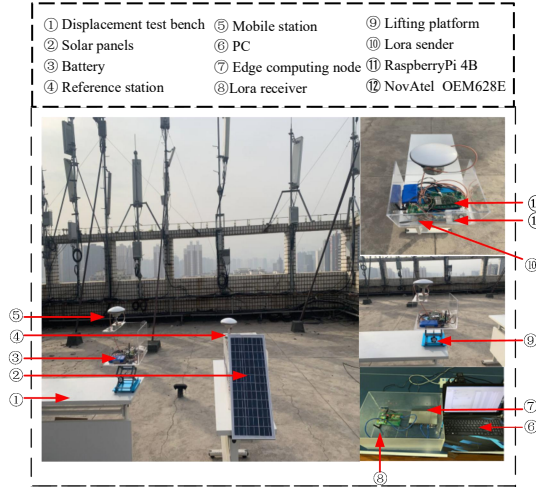 ① Displacement test bench ⑤ Mobile station ⑨ Lifting platform
② Solar panels ⑥ PC ⑩ Lora sender
③ Battery ⑦ Edge computing node ⑪ RaspberryPi 4B
④ Reference station ⑧Lora receiver ⑫ NovAtel OEM628E
⑩
⑤
④
③
②
①
⑨
⑦
⑥
⑧